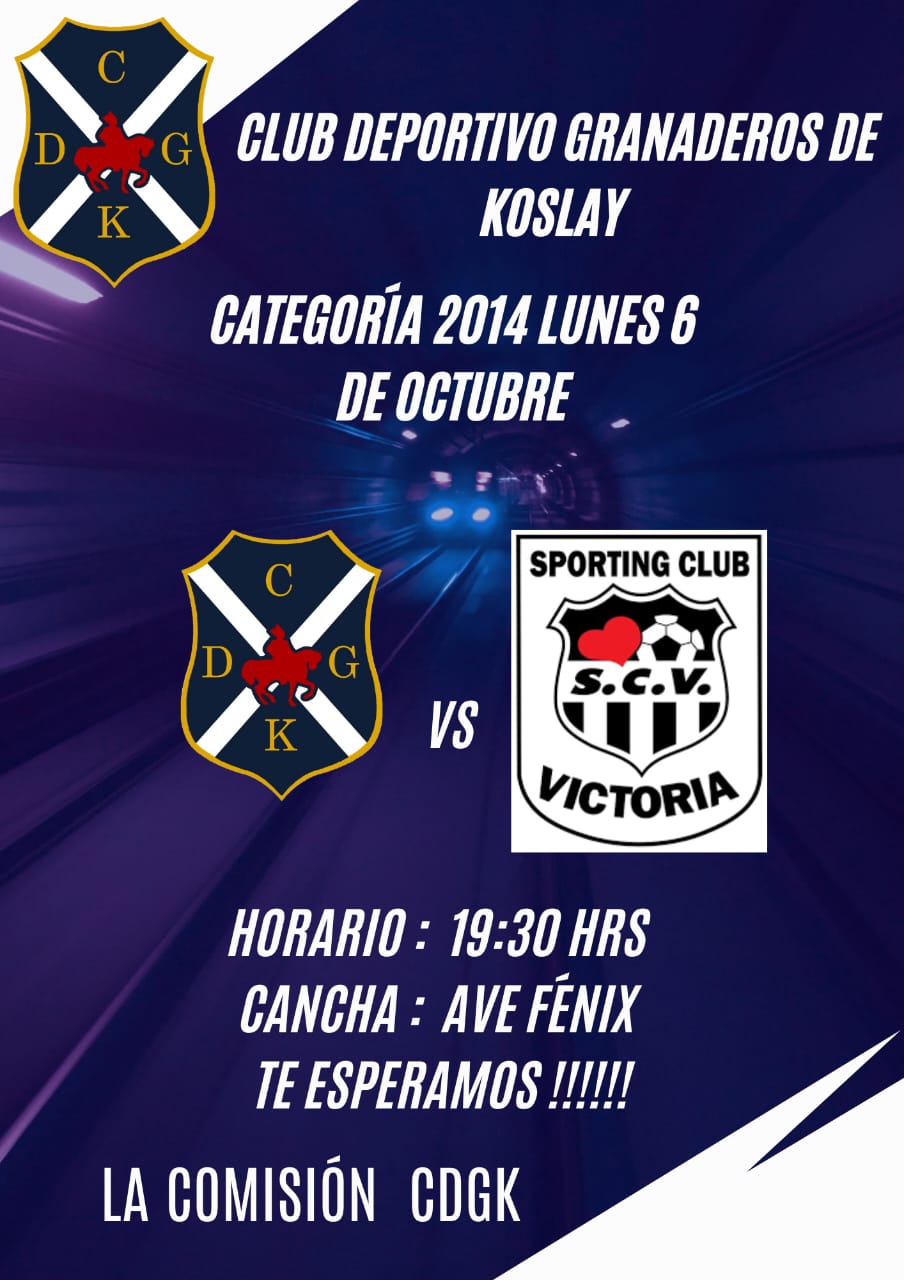 C
D G
K
CLUB DEPORTIVO GRANADEROS DE
KOSLAY
CATEGORÍA 2014 LUNES 6
DE OCTUBRE
C
D G
K
VS
SPORTING CLUB
S.C.V.
VICTORIA
HORARIO : 19:30 HRS
CANCHA : AVE FÉNIX
TE ESPERAMOS !!!!!!
LA COMISIÓN CDGK